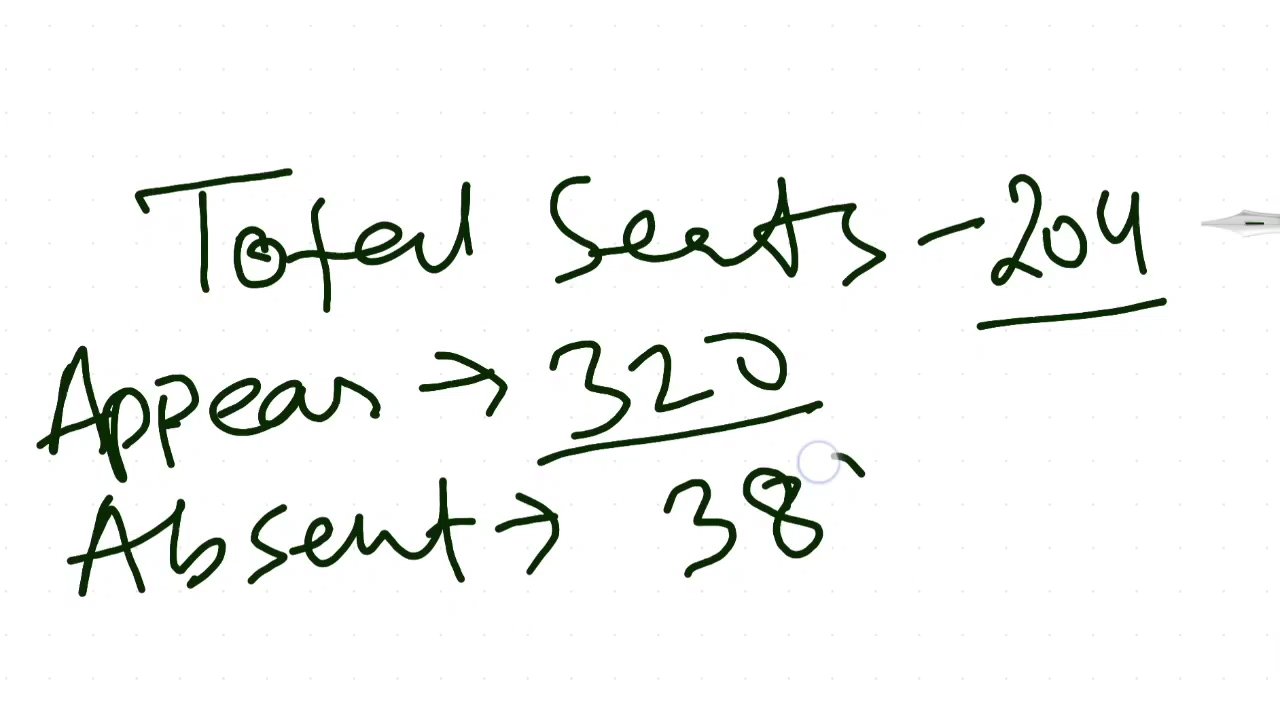 Total Seats - 204
Appear → 320
Absent → 38